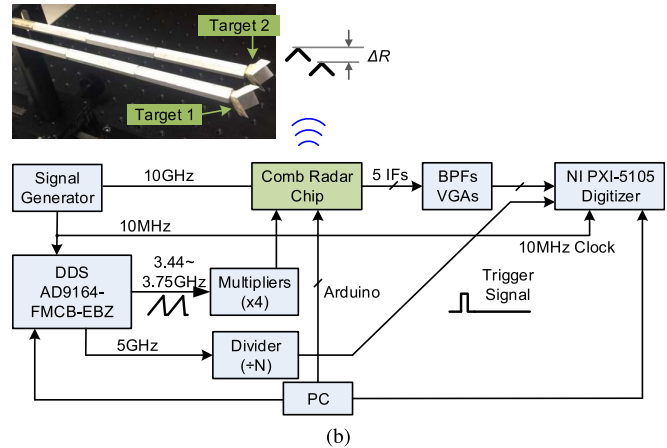 Target 2
ΔR
Target 1
Signal
Generator
10GHz
Comb Radar
Chip
5 IFs
BPFs
VGAs
NI PXI-5105
Digitizer
10MHz
10MHz Clock
DDS
AD9164-
FMCB-EBZ
3.44~
3.75GHz
Multipliers
(x4)
Arduino
Trigger
Signal
5GHz
Divider
(÷N)
PC
(b)